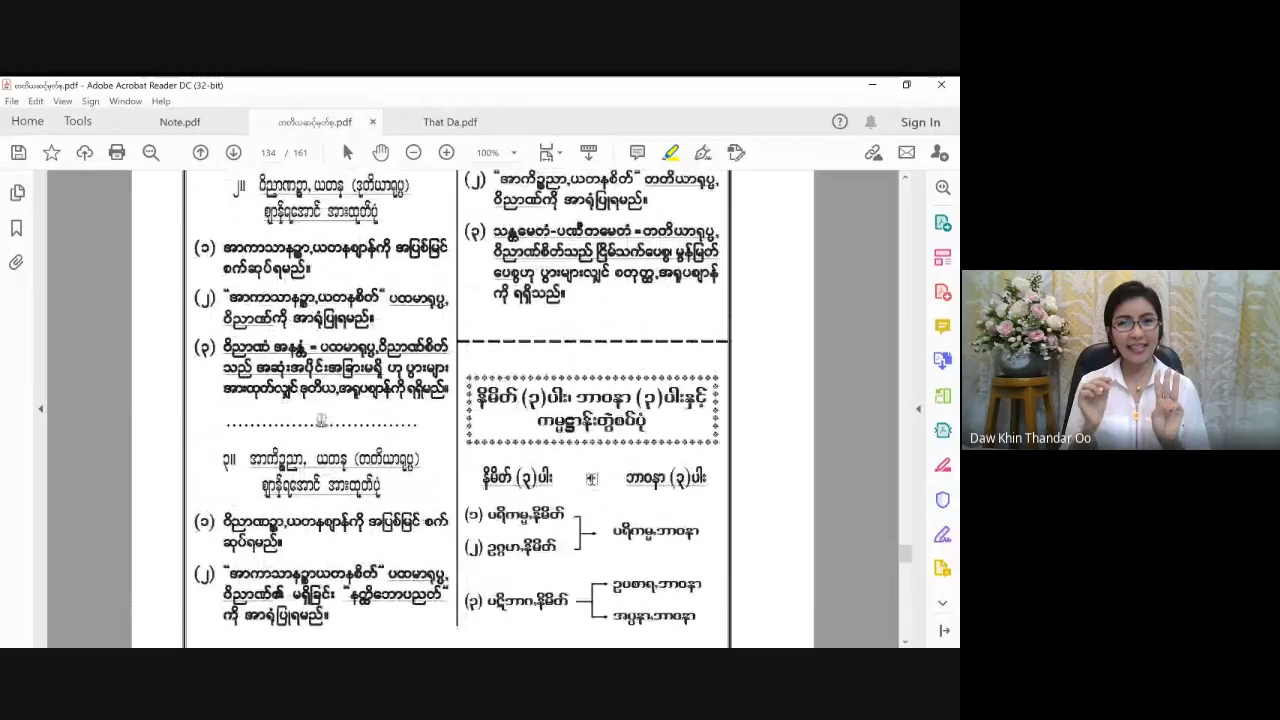 တတိယဆင့်မှတ်စု.pdf - Adobe Acrobat Reader DC (32-bit)
File Edit View Sign Window Help
Home Tools Note.pdf တတိယဆင့်မှတ်စု.pdf × That Da.pdf Sign In
134 / 161 100%
၂။ ဝိညာဏဉ္စာ,ယတန (ဒုတိယာရုပ္ပ)
ဈာန်ရအောင် အားထုတ်ပုံ
(၁) အာကာသာနဉ္စာ,ယတနဈာန်ကို အပြစ်မြင်
စက်ဆုပ်ရမည်။
(၂) “အာကာသာနဉ္စာ,ယတနစိတ်” ပထမာရုပ္ပ,
ဝိညာဏ်ကို အာရုံပြုရမည်။
(၃) ဝိညာဏံ အနန္တံ = ပထမာရုပ္ပ,ဝိညာဏ်စိတ်
သည် အဆုံးအပိုင်းအခြားမရှိ ဟု ပွားများ
အားထုတ်လျှင် ဒုတိယ,အရူပဈာန်ကို ရရှိမည်။
၃။ အာကိဉ္စညာ, ယတန (တတိယာရုပ္ပ)
ဈာန်ရအောင် အားထုတ်ပုံ
(၁) ဝိညာဏဉ္စာ,ယတနဈာန်ကို အပြစ်မြင် စက်
ဆုပ်ရမည်။
(၂) “အာကာသာနဉ္စာယတနစိတ်” ပထမာရုပ္ပ,
ဝိညာဏ်၏ မရှိခြင်း “နတ္ထိဘောပညတ်”
ကို အာရုံပြုရမည်။
(၂) “အာကိဉ္စညာ,ယတနစိတ်” တတိယာရုပ္ပ,
ဝိညာဏ်ကို အာရုံပြုရမည်။
(၃) သန္တမေတံ-ပဏီတမေတံ = တတိယာရုပ္ပ,
ဝိညာဏ်စိတ်သည် ငြိမ်သက်ပေစွ၊ မွန်မြတ်
ပေစွဟု ပွားများလျှင် စတုတ္ထ,အရူပဈာန်
ကို ရရှိသည်။
နိမိတ် (၃)ပါး၊ ဘာဝနာ (၃)ပါးနှင့်
ကမ္မဋ္ဌာန်းတွဲစပ်ပုံ
နိမိတ် (၃)ပါး ဘာဝနာ (၃)ပါး
(၁) ပရိကမ္မ,နိမိတ်
ပရိကမ္မ,ဘာဝနာ
(၂) ဥဂ္ဂဟ,နိမိတ်
ဥပစာရ,ဘာဝနာ
(၃) ပဋိဘာဂ,နိမိတ်
အပ္ပနာ,ဘာဝနာ
Daw Khin Thandar Oo